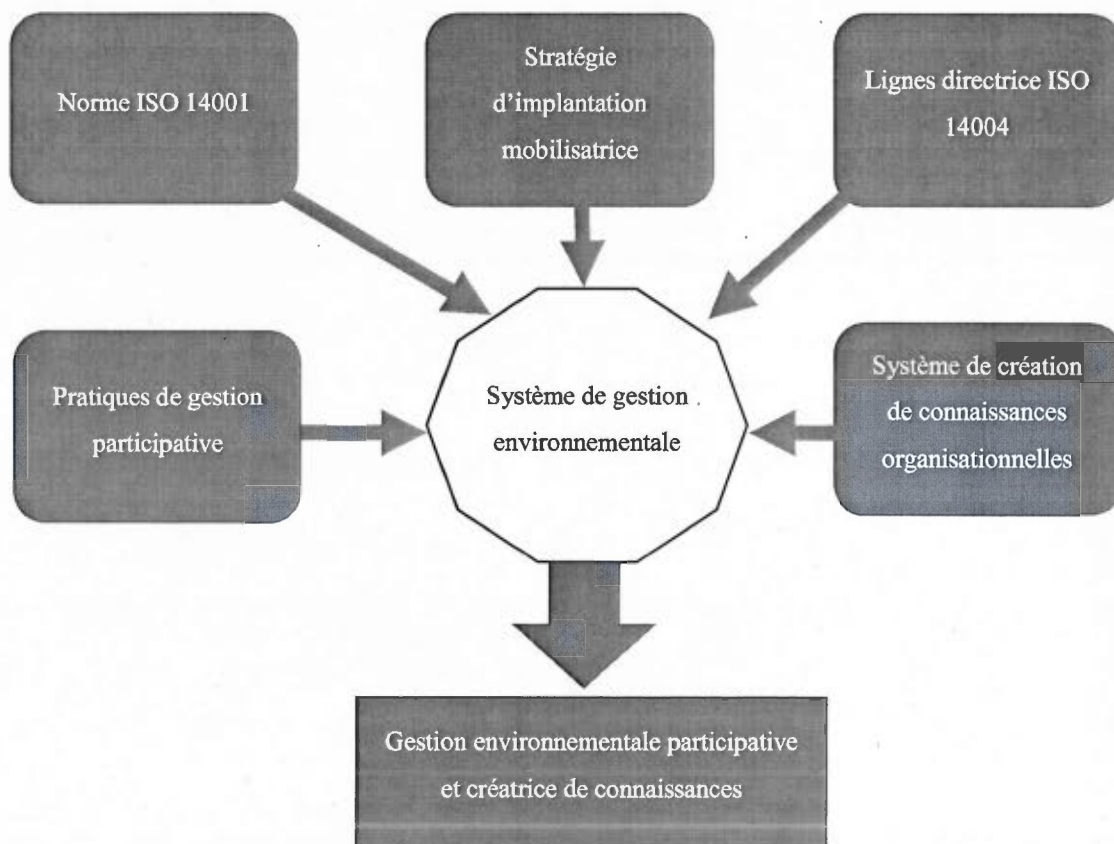 Norme ISO 14001
Stratégie
d'implantation
mobilisatrice
Lignes directrice ISO
14004
Pratiques de gestion
participative
Système de gestion
environnementale
Système de création
de connaissances
organisationnelles
Gestion environnementale participative
et créatrice de connaissances